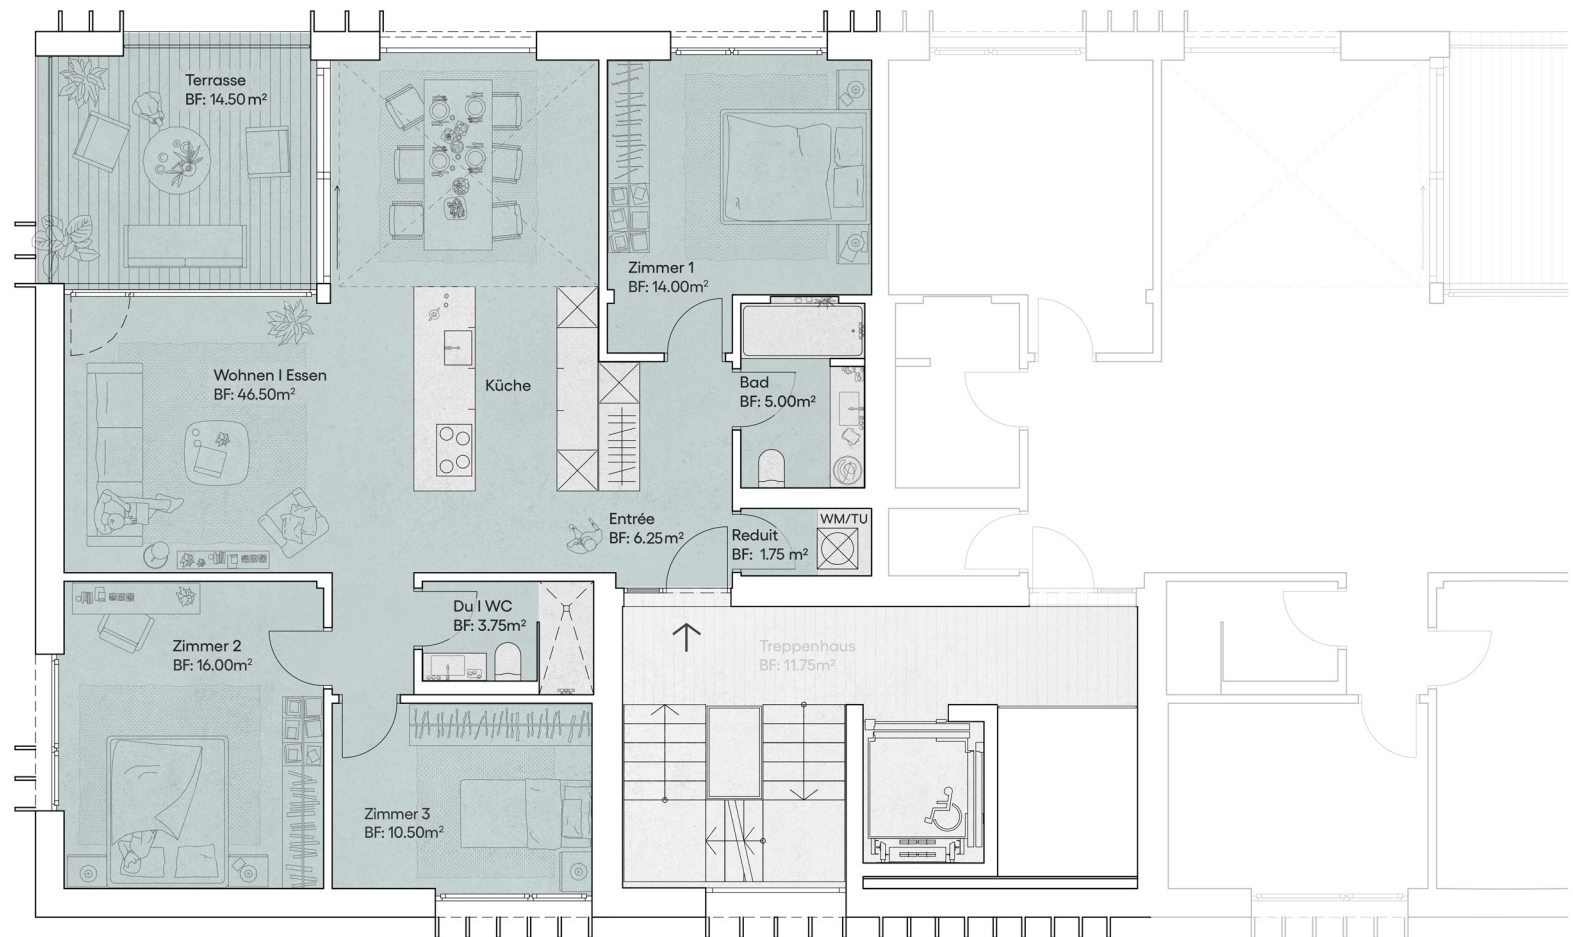 Terrasse
BF: 14.50 m²
Zimmer 1
BF: 14.00m²
Wohnen I Essen
BF: 46.50m²
Küche
Bad
BF: 5.00m²
Entrée
BF: 6.25m²
Reduit
BF: 1.75 m²
WM/TU
Du I WC
BF: 3.75m²
Zimmer 2
BF: 16.00m²
Treppenhaus
BF: 11.75m²
Zimmer 3
BF: 10.50m²